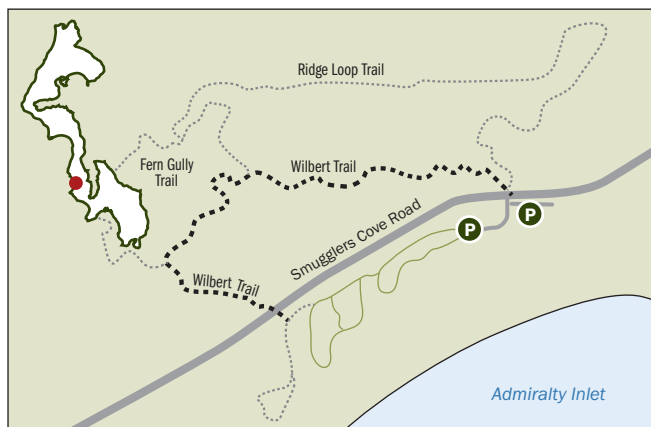 Ridge Loop Trail
Fern Gully
Trail
Wilbert Trail
Smugglers Cove Road
P
P
Wilbert Trail
Admiralty Inlet